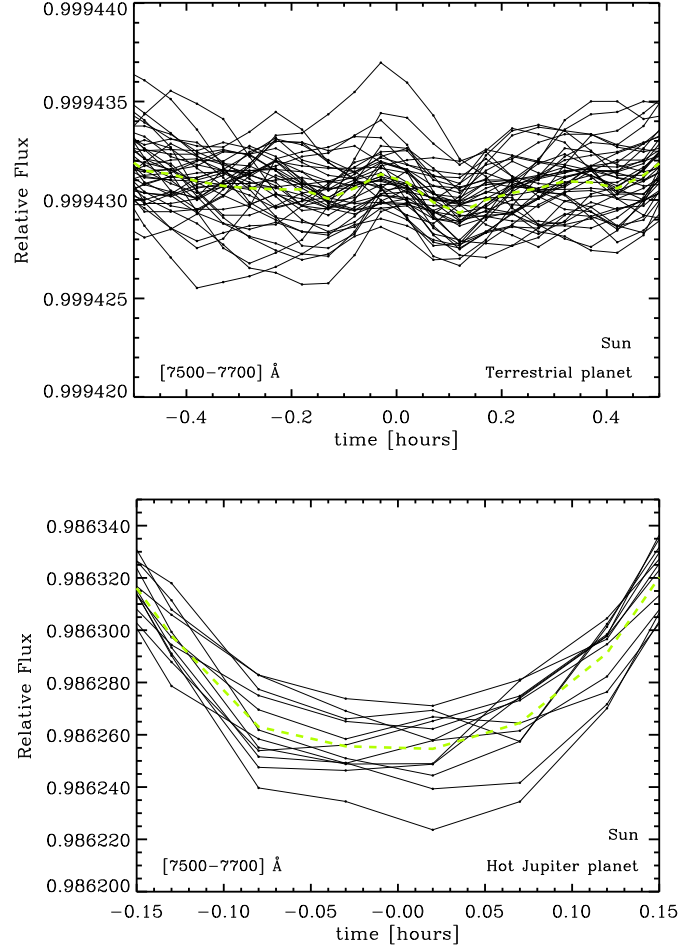 0.999440
0.999435
0.999430
0.999425
0.999420
Relative Flux
Sun
[7500−7700] Å Terrestrial planet
−0.4 −0.2 0.0 0.2 0.4
time [hours]
0.986340
0.986320
0.986300
0.986280
0.986260
0.986240
0.986220
0.986200
Relative Flux
Sun
[7500−7700] Å Hot Jupiter planet
−0.15 −0.10 −0.05 −0.00 0.05 0.10 0.15
time [hours]